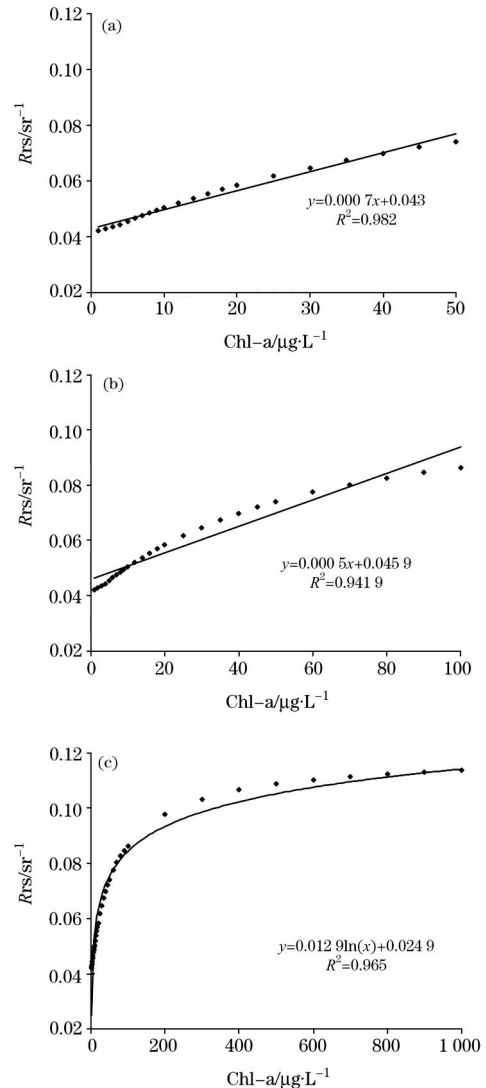 (a)
0.12
0.10
0.08
0.06
0.04
0.02
Rrs/sr⁻¹
y=0.000 7x+0.043
R²=0.982
0 10 20 30 40 50
Chl–a/μg·L⁻¹
(b)
0.12
0.10
0.08
0.06
0.04
0.02
Rrs/sr⁻¹
y=0.000 5x+0.045 9
R²=0.941 9
0 20 40 60 80 100
Chl–a/μg·L⁻¹
(c)
0.12
0.10
0.08
0.06
0.04
0.02
Rrs/sr⁻¹
y=0.012 9ln(x)+0.024 9
R²=0.965
0 200 400 600 800 1 000
Chl–a/μg·L⁻¹